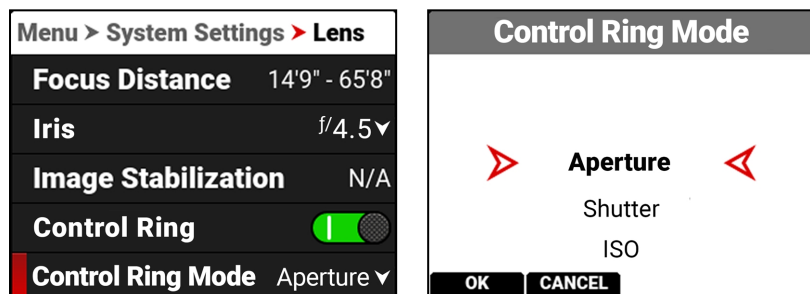 Menu > System Settings > Lens
Focus Distance 14'9" - 65'8"
Iris f/4.5
Image Stabilization N/A
Control Ring
Control Ring Mode Aperture
Control Ring Mode
Aperture
Shutter
ISO
OK CANCEL